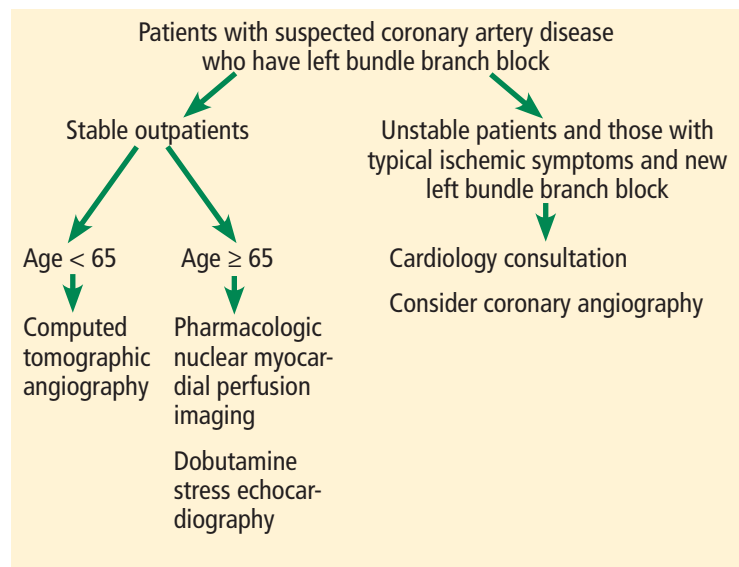 Patients with suspected coronary artery disease
who have left bundle branch block
Stable outpatients
Age < 65
Computed
tomographic
angiography
Age ≥ 65
Pharmacologic
nuclear myocar-
dial perfusion
imaging
Dobutamine
stress echocar-
diography
Unstable patients and those with
typical ischemic symptoms and new
left bundle branch block
Cardiology consultation
Consider coronary angiography